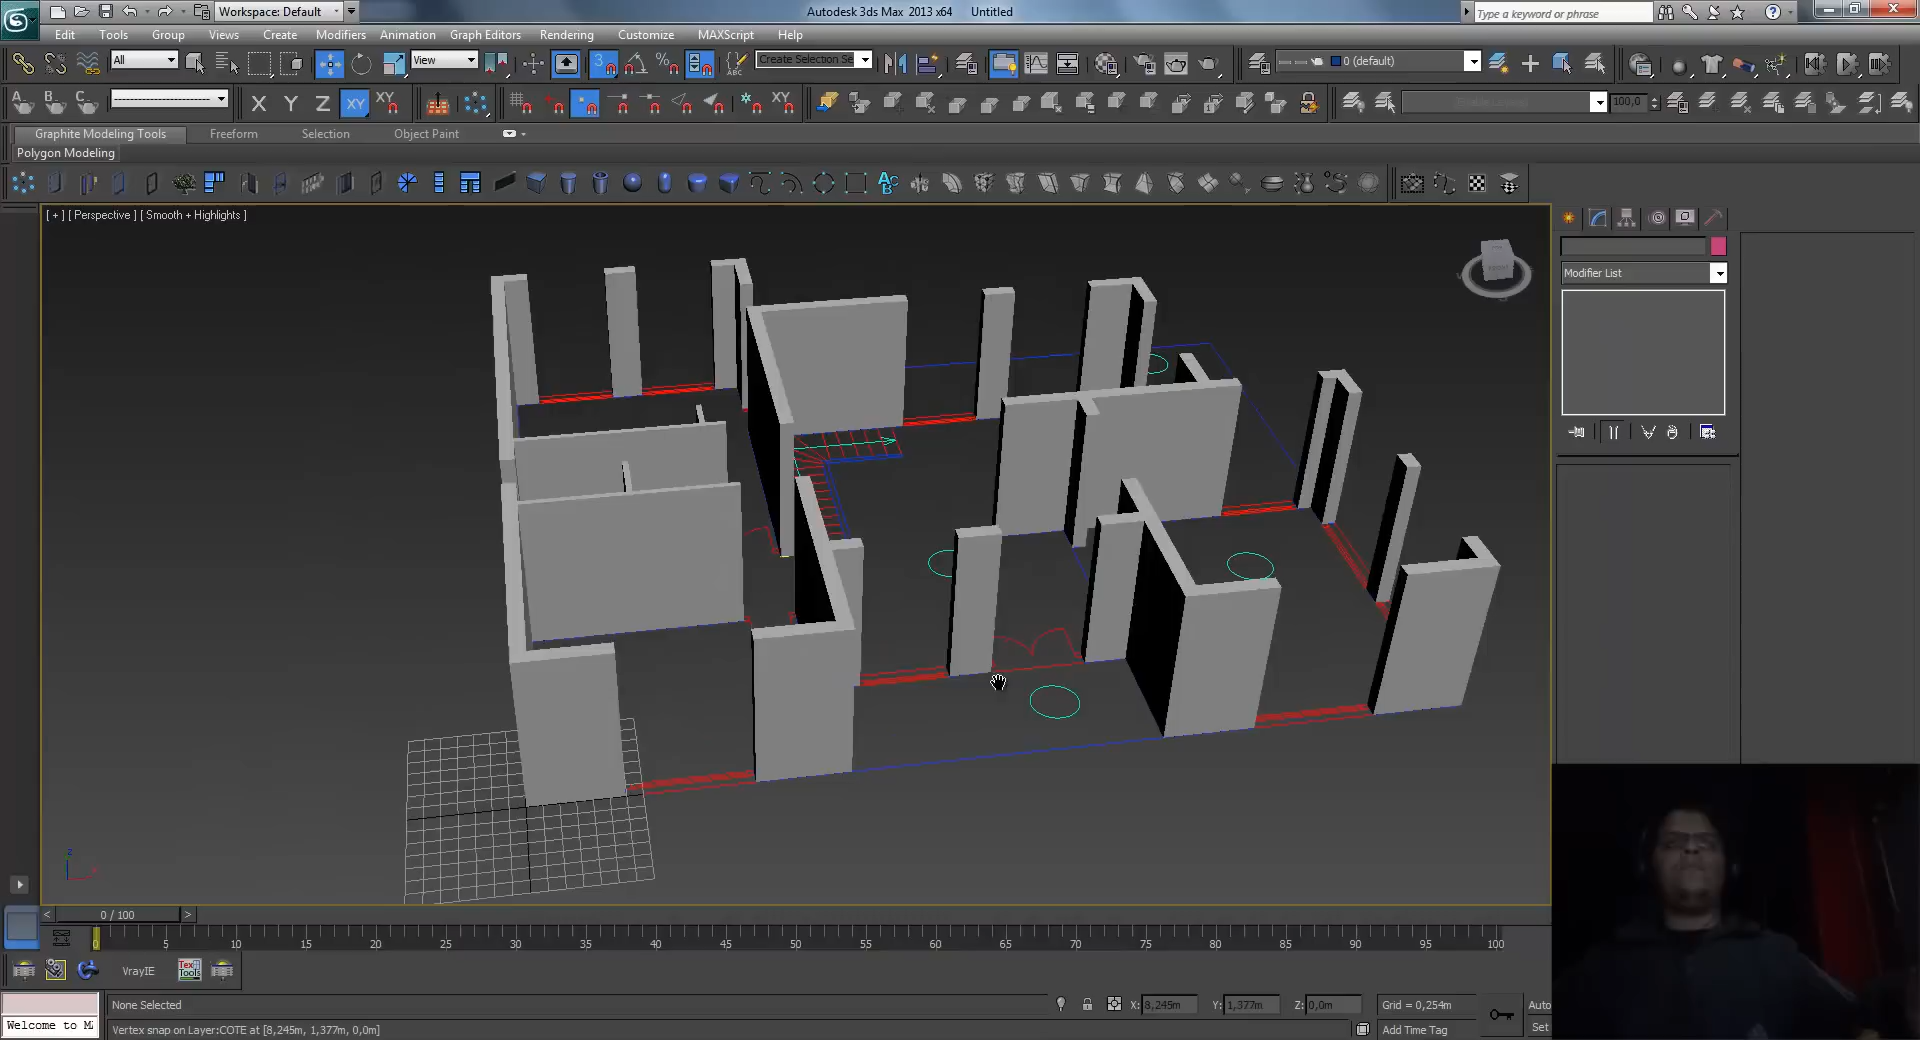 Workspace: Default
Autodesk 3ds Max 2013 x64 Untitled
Type a keyword or phrase
Edit Tools Group Views Create Modifiers Animation Graph Editors Rendering Customize MAXScript Help
All
View
Create Selection Se
0 (default)
X Y Z XY XY
100,0
Graphite Modeling Tools Freeform Selection Object Paint
Polygon Modeling
[ + ] [ Perspective ] [ Smooth + Highlights ]
Modifier List
0 / 100
0 5 10 15 20 25 30 35 40 45 50 55 60 65 70 75 80 85 90 95 100
VrayIE
None Selected
X: 8,245m Y: 1,377m Z: 0,0m Grid = 0,254m Auto
Welcome to M
Vertex snap on Layer:COTE at [8,245m, 1,377m, 0,0m]
Add Time Tag Set